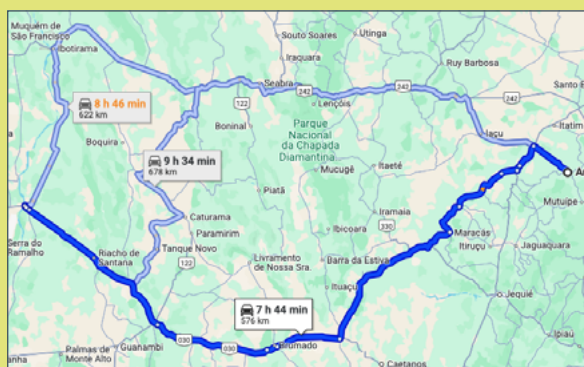 Muquém de
São Francisco
Ibotirama
Souto Soares
Utinga
Iraquara
Ruy Barbosa
Seabra
242
242
242
Lençóis
Santo E
Itatim
8 h 46 min
622 km
122
Boninal
Parque
Nacional
da Chapada
Diamantina
Iaçu
Boquira
9 h 34 min
678 km
Mucugê
Itaetê
Ar
Piatã
Mutuípe
Caturama
Iramaia
330
Ibicoara
Maracás
Serra do
Ramalho
Paramirim
Itiruçu
Jaguaquara
Riacho de
Santana
Tanque Novo
122
Livramento
de Nossa Sra.
Barra da Estiva
Ituaçu
Jequié
7 h 44 min
576 km
030
030
Brumado
Ipiaú
Palmas de
Monte Alto
Guanambi
Caetanos